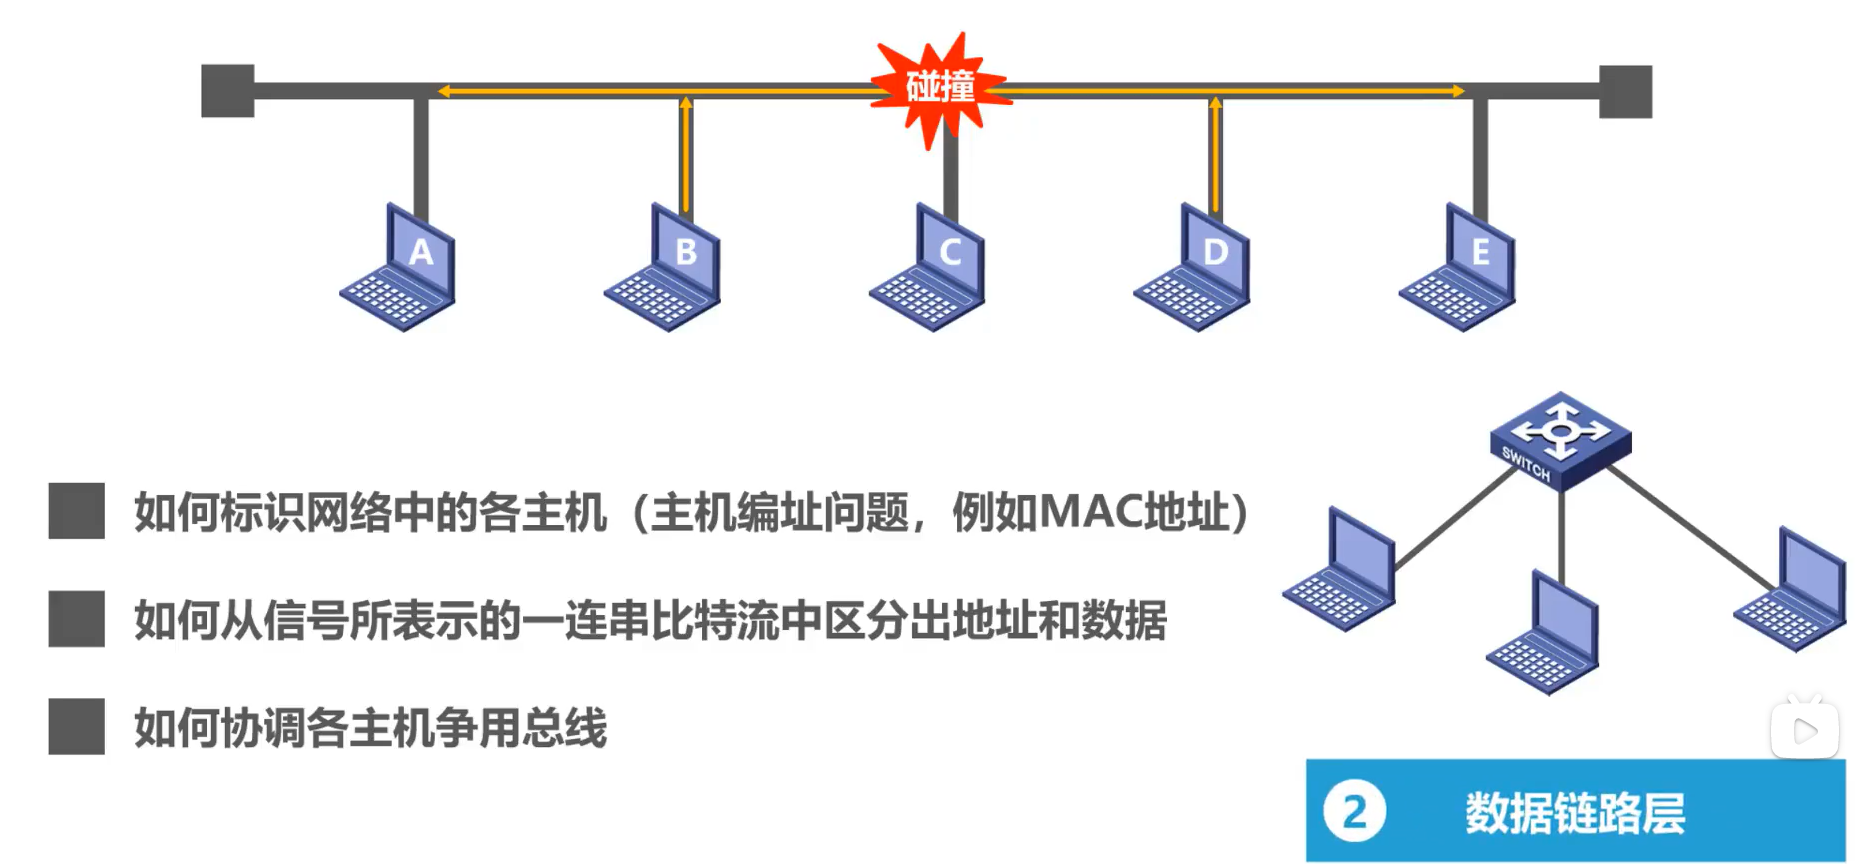 碰撞
A
B
C
D
E
SWITCH
如何标识网络中的各主机（主机编址问题，例如MAC地址）
如何从信号所表示的一连串比特流中区分出地址和数据
如何协调各主机争用总线
2 数据链路层